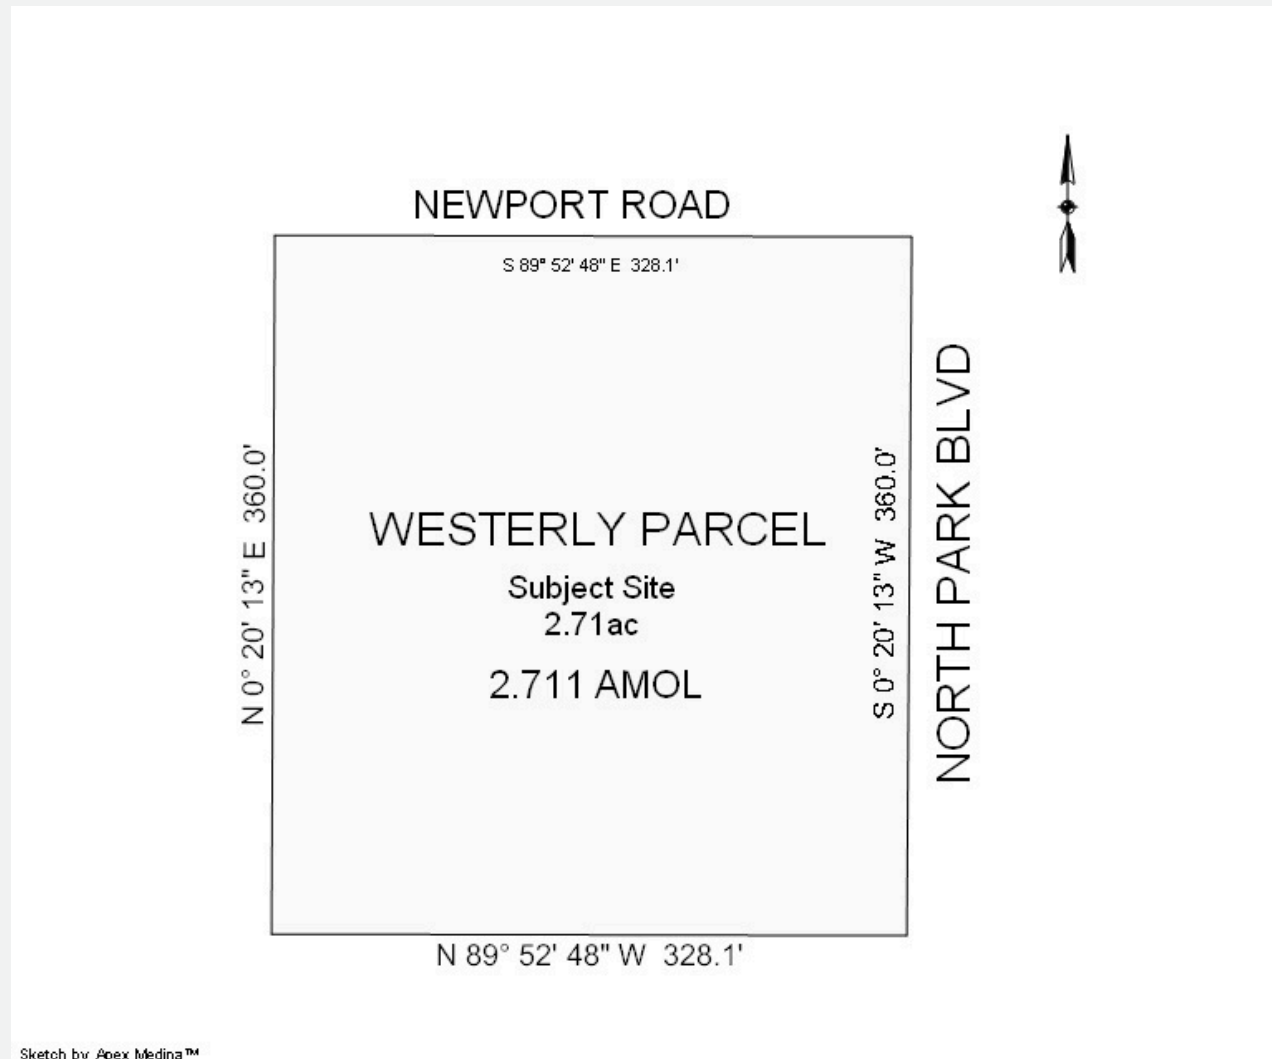 NEWPORT ROAD
S 89° 52' 48" E 328.1'
N 0° 20' 13" E 360.0'
WESTERLY PARCEL
Subject Site
2.71ac
2.711 AMOL
S 0° 20' 13" W 360.0'
NORTH PARK BLVD
N 89° 52' 48" W 328.1'
Sketch by Apex Medina™